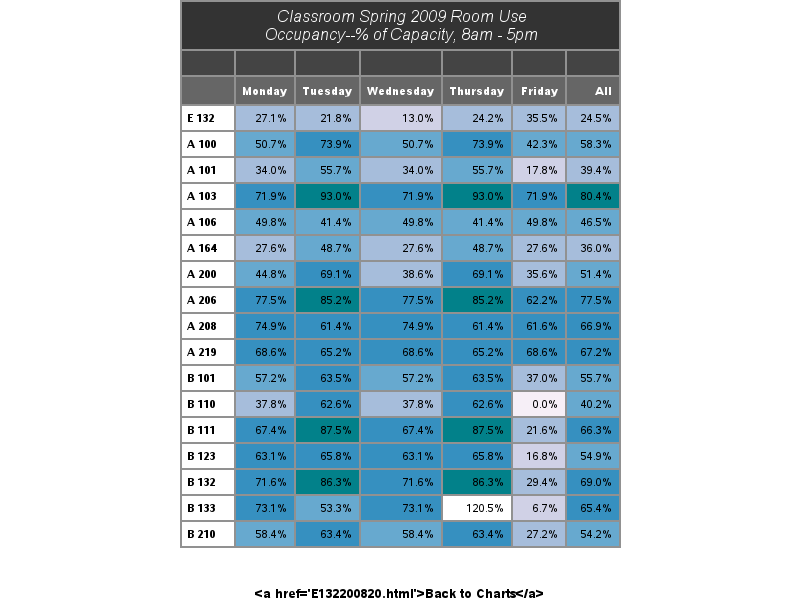 Classroom Spring 2009 Room Use
Occupancy--% of Capacity, 8am - 5pm
Monday Tuesday Wednesday Thursday Friday All
E 132 27.1% 21.8% 13.0% 24.2% 35.5% 24.5%
A 100 50.7% 73.9% 50.7% 73.9% 42.3% 58.3%
A 101 34.0% 55.7% 34.0% 55.7% 17.8% 39.4%
A 103 71.9% 93.0% 71.9% 93.0% 71.9% 80.4%
A 106 49.8% 41.4% 49.8% 41.4% 49.8% 46.5%
A 164 27.6% 48.7% 27.6% 48.7% 27.6% 36.0%
A 200 44.8% 69.1% 38.6% 69.1% 35.6% 51.4%
A 206 77.5% 85.2% 77.5% 85.2% 62.2% 77.5%
A 208 74.9% 61.4% 74.9% 61.4% 61.6% 66.9%
A 219 68.6% 65.2% 68.6% 65.2% 68.6% 67.2%
B 101 57.2% 63.5% 57.2% 63.5% 37.0% 55.7%
B 110 37.8% 62.6% 37.8% 62.6% 0.0% 40.2%
B 111 67.4% 87.5% 67.4% 87.5% 21.6% 66.3%
B 123 63.1% 65.8% 63.1% 65.8% 16.8% 54.9%
B 132 71.6% 86.3% 71.6% 86.3% 29.4% 69.0%
B 133 73.1% 53.3% 73.1% 120.5% 6.7% 65.4%
B 210 58.4% 63.4% 58.4% 63.4% 27.2% 54.2%
&lt;a href='E132200820.html'&gt;Back to Charts&lt;/a&gt;